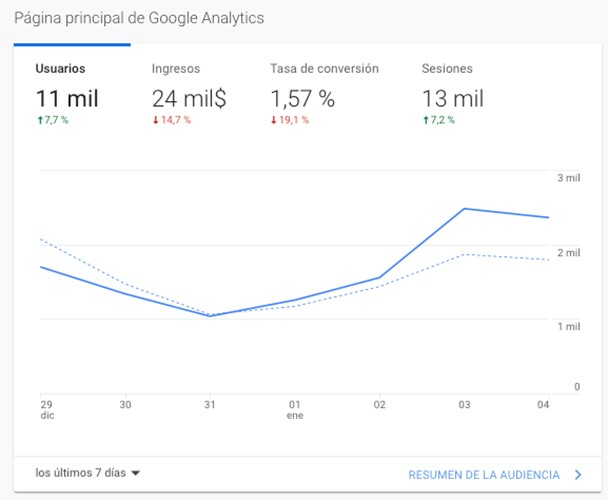 Página principal de Google Analytics
Usuarios
11 mil
↑7,7 %
Ingresos
24 mil$
↓14,7 %
Tasa de conversión
1,57 %
↓19,1 %
Sesiones
13 mil
↑7,2 %
3 mil
2 mil
1 mil
0
29
dic
30
31
01
ene
02
03
04
los últimos 7 días
RESUMEN DE LA AUDIENCIA